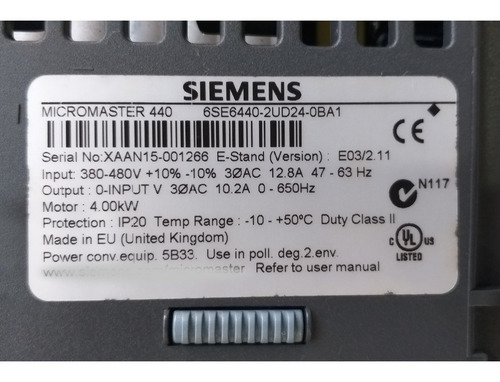 SIEMENS
MICROMASTER 440 6SE6440-2UD24-0BA1
Serial No:XAAN15-001266 E-Stand (Version) : E03/2.11
Input: 380-480V +10% -10% 3ØAC 12.8A 47 - 63 Hz
Output : 0-INPUT V 3ØAC 10.2A 0 - 650Hz
Motor : 4.00kW
Protection : IP20 Temp Range : -10 - +50°C Duty Class II
Made in EU (United Kingdom)
Power conv.equip. 5B33. Use in poll. deg.2 env.
Refer to user manual
CE
N117
C UL US
LISTED